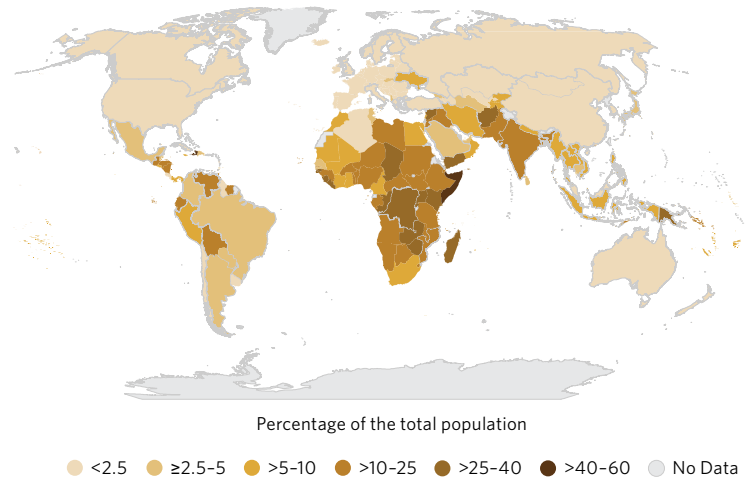 Percentage of the total population
<2.5 ≥2.5–5 >5–10 >10–25 >25–40 >40–60 No Data